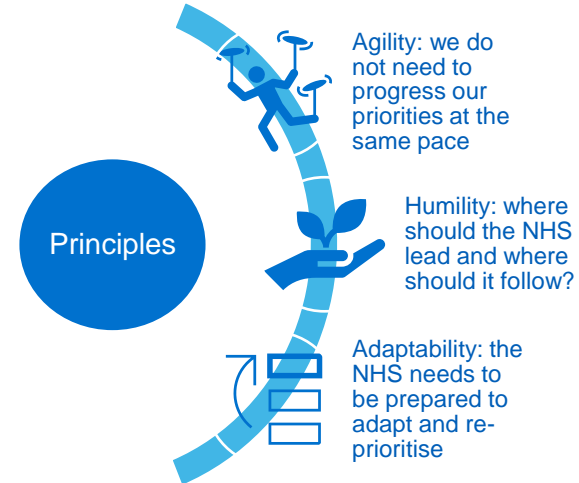 Principles
Agility: we do
not need to
progress our
priorities at the
same pace
Humility: where
should the NHS
lead and where
should it follow?
Adaptability: the
NHS needs to
be prepared to
adapt and re-
prioritise